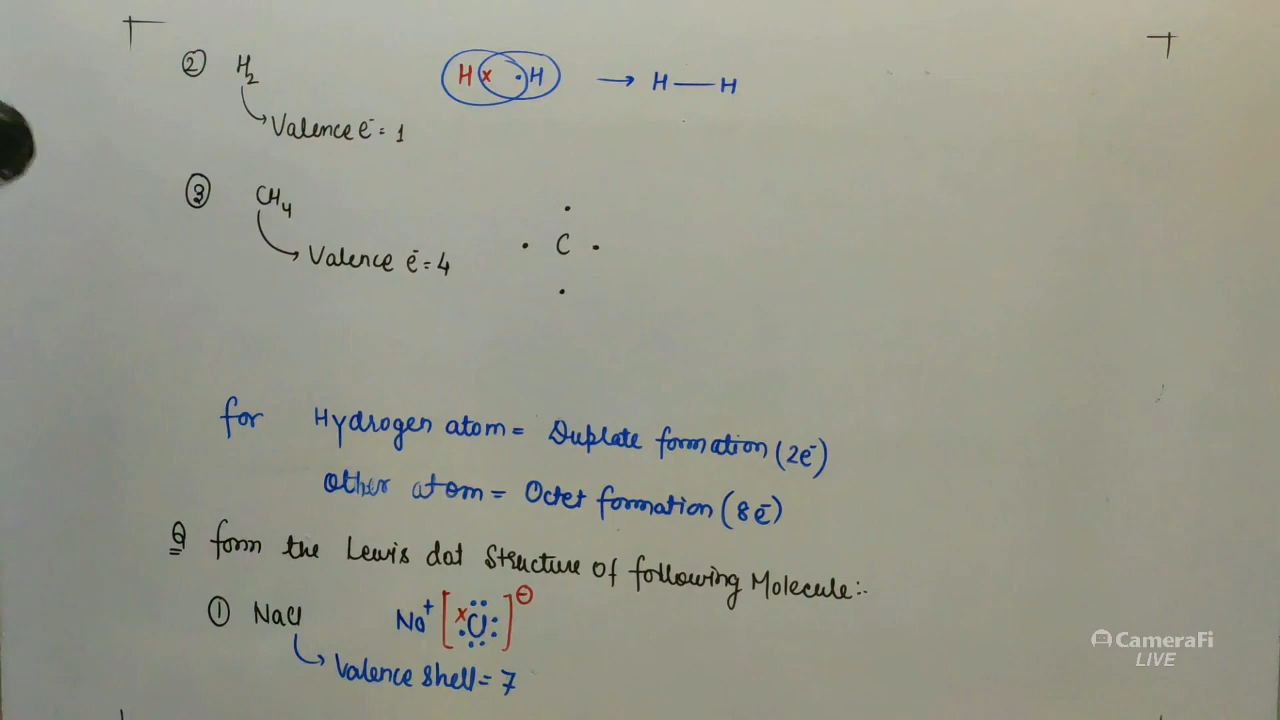 ② H₂
H × · H → H — H
Valence e⁻ = 1
③ CH₄
· C ·
Valence e⁻ = 4
for Hydrogen atom = Duplate formation (2e⁻)
other atom = Octet formation (8e⁻)
Q form the Lewis dot Structure of following Molecule:-
① NaCl Na⁺ [×Cl]⊖
Valence shell = 7
CameraFi
LIVE